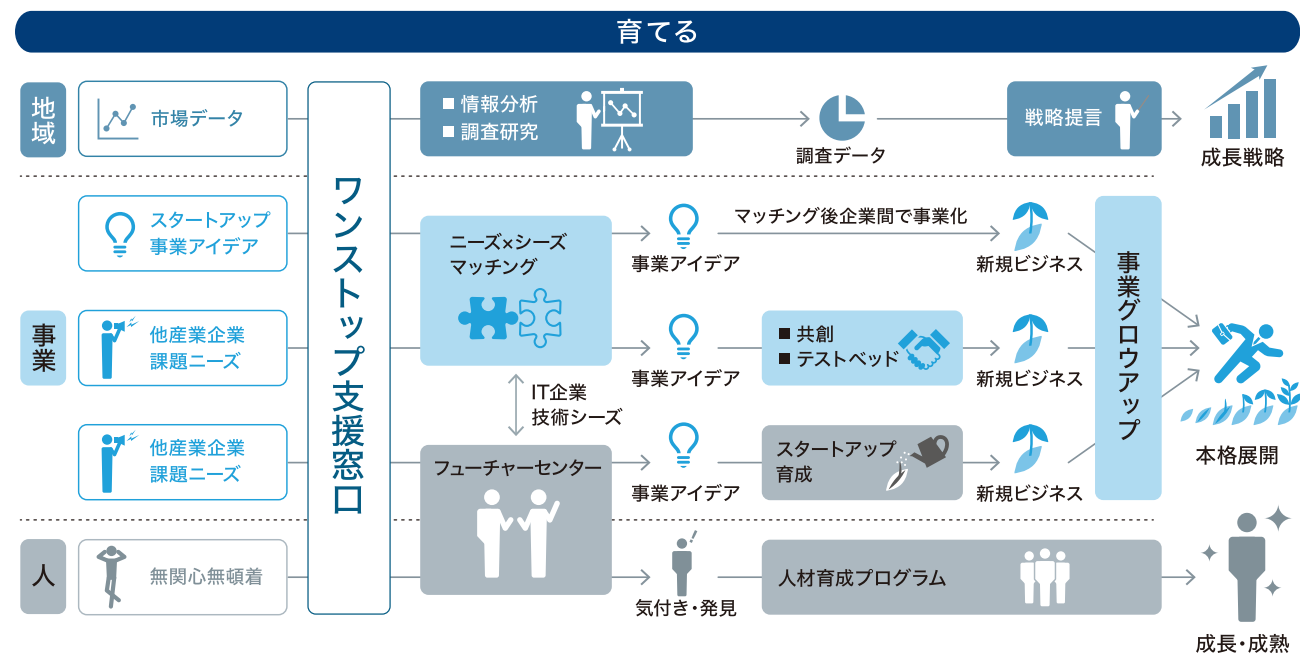 育てる
地域
市場データ
ワンストップ支援窓口
■ 情報分析
■ 調査研究
調査データ
戦略提言
成長戦略
事業
スタートアップ
事業アイデア
他産業企業
課題ニーズ
他産業企業
課題ニーズ
ニーズ×シーズ
マッチング
IT企業
技術シーズ
フューチャーセンター
事業アイデア
マッチング後企業間で事業化
新規ビジネス
事業アイデア
■ 共創
■ テストベッド
新規ビジネス
事業アイデア
スタートアップ
育成
新規ビジネス
事業グロウアップ
本格展開
人
無関心無頓着
気付き・発見
人材育成プログラム
成長・成熟